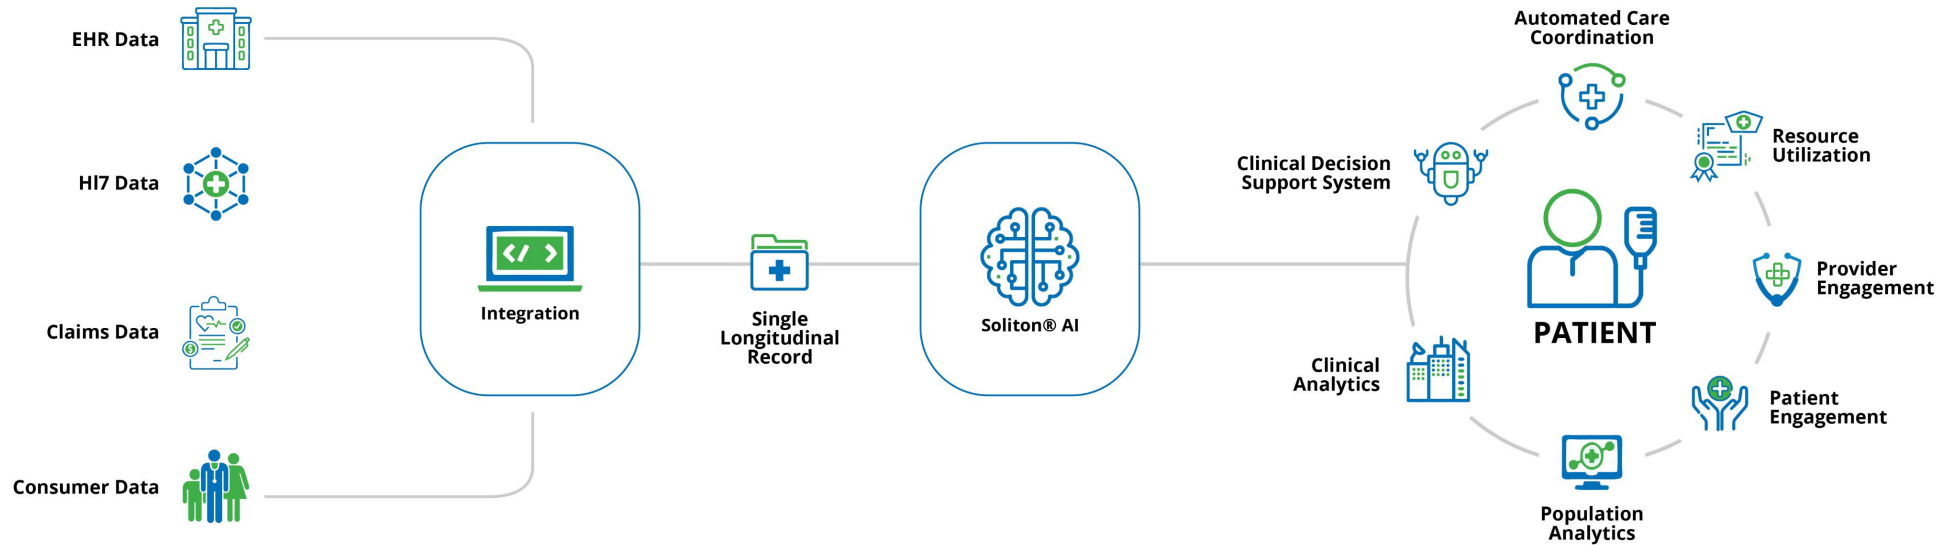 EHR Data
Hl7 Data
Claims Data
Consumer Data
Integration
Single
Longitudinal
Record
Soliton® AI
Automated Care
Coordination
Clinical Decision
Support System
Resource
Utilization
Provider
Engagement
PATIENT
Clinical
Analytics
Patient
Engagement
Population
Analytics